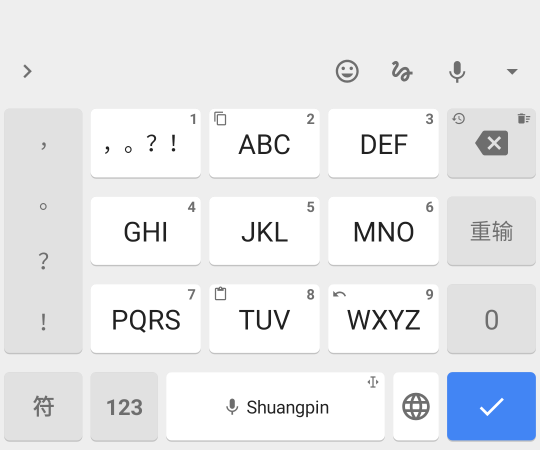 1
，。？！
2
ABC
3
DEF
4
GHI
5
JKL
6
MNO
重输
7
PQRS
8
TUV
9
WXYZ
0
，
。
？
！
符
123
Shuangpin